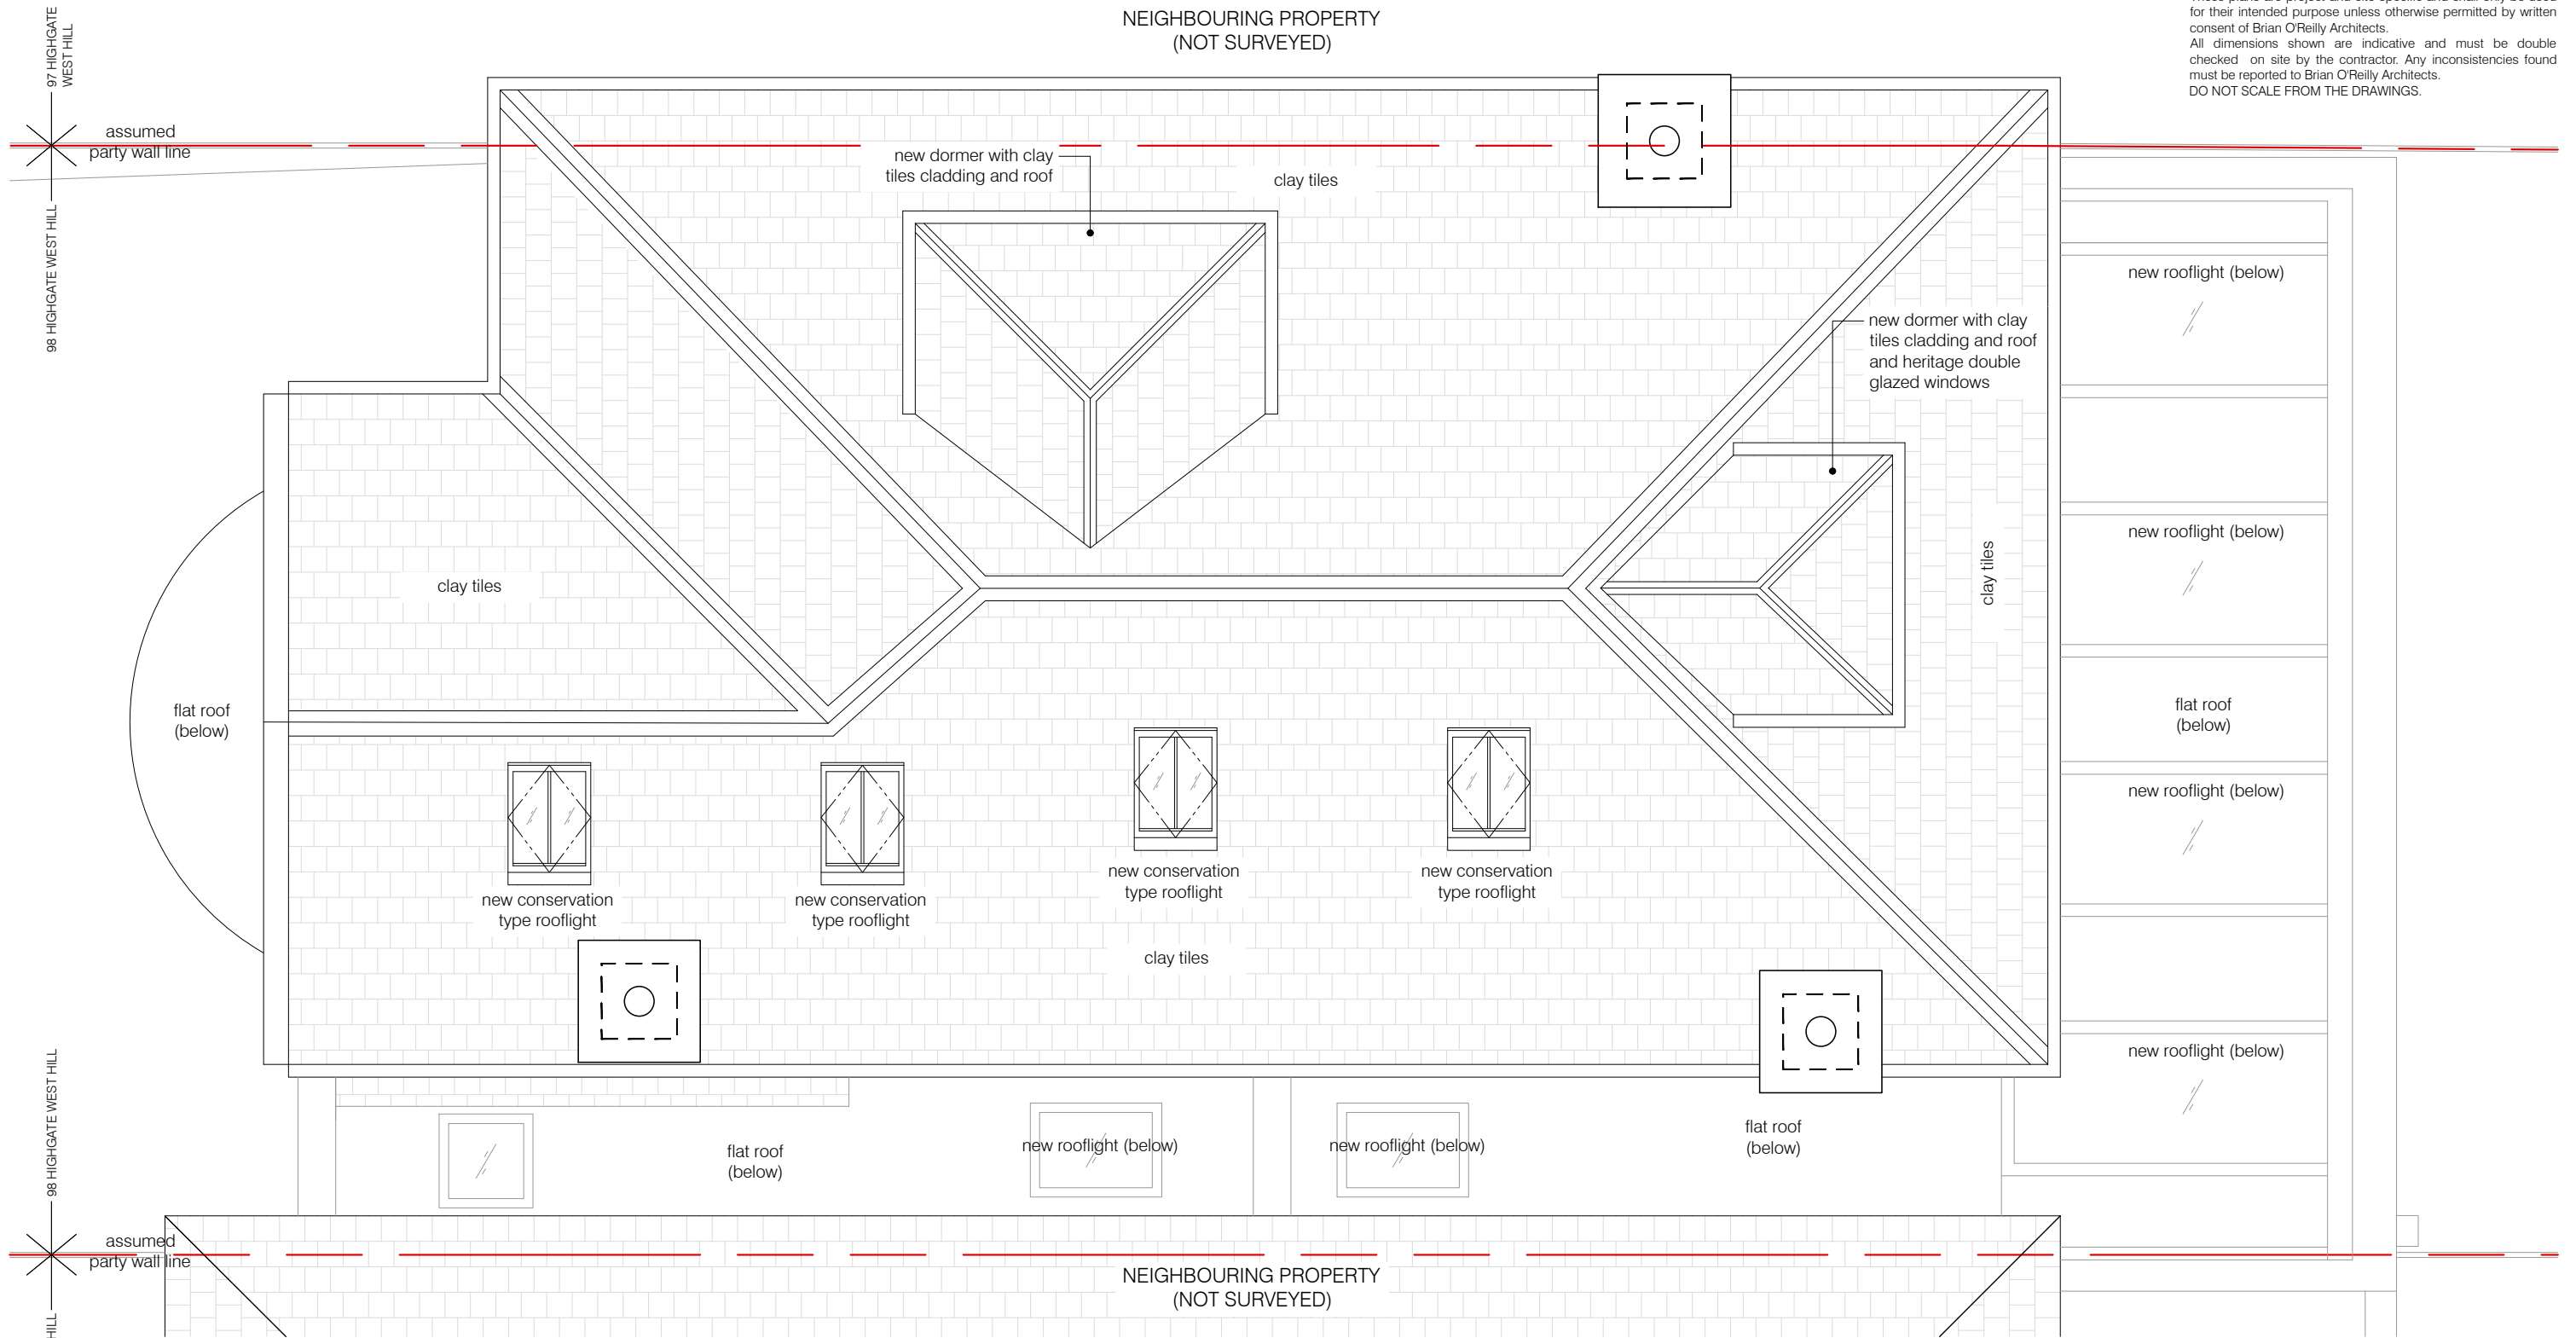 NEIGHBOURING PROPERTY
(NOT SURVEYED)
for their intended purpose unless otherwise permitted by written
consent of Brian O'Reilly Architects.
All dimensions shown are indicative and must be double
checked on site by the contractor. Any inconsistencies found
must be reported to Brian O'Reilly Architects.
DO NOT SCALE FROM THE DRAWINGS.
97 HIGHGATE
WEST HILL
assumed
party wall line
98 HIGHGATE WEST HILL
new dormer with clay
tiles cladding and roof
clay tiles
new rooflight (below)
new dormer with clay
tiles cladding and roof
and heritage double
glazed windows
new rooflight (below)
clay tiles
clay tiles
flat roof
(below)
flat roof
(below)
new rooflight (below)
new conservation
type rooflight
new conservation
type rooflight
new conservation
type rooflight
new conservation
type rooflight
clay tiles
new rooflight (below)
flat roof
(below)
new rooflight (below)
new rooflight (below)
flat roof
(below)
98 HIGHGATE WEST HILL
assumed
party wall line
NEIGHBOURING PROPERTY
(NOT SURVEYED)
HILL